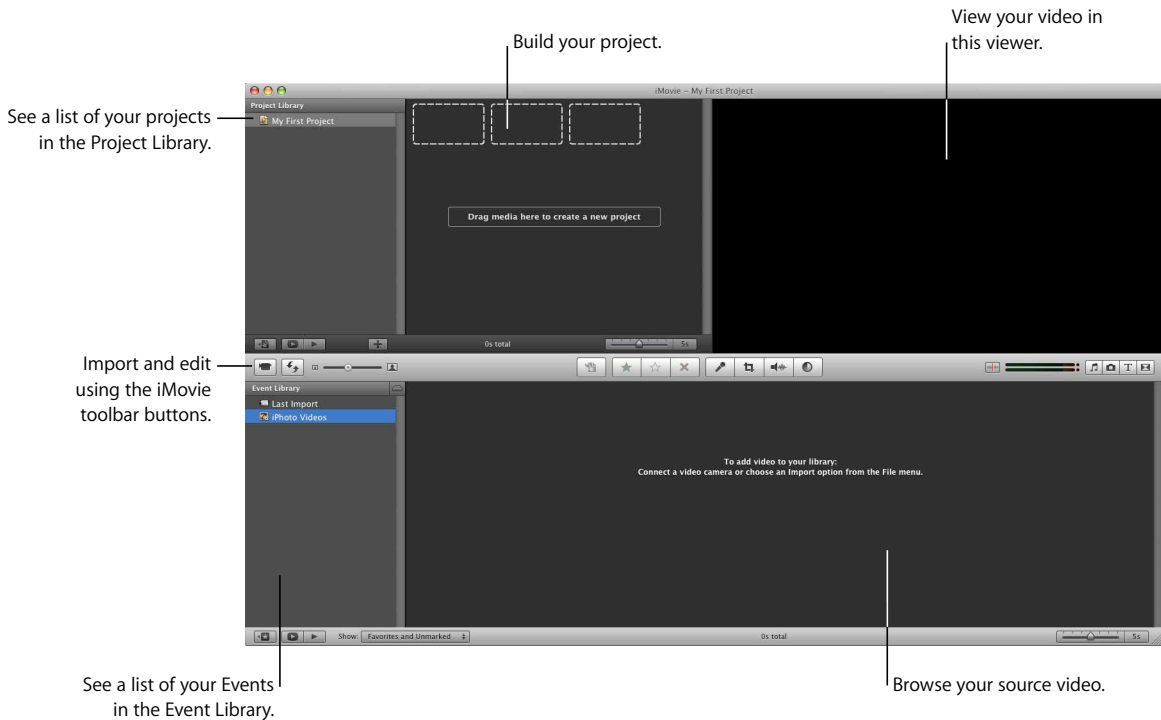 View your video in
this viewer.
Build your project.
iMovie – My First Project
Project Library
My First Project
See a list of your projects
in the Project Library.
Drag media here to create a new project
0s total
5s
Import and edit
using the iMovie
toolbar buttons.
T
Event Library
Last Import
iPhoto Videos
To add video to your library:
Connect a video camera or choose an Import option from the File menu.
Show: Favorites and Unmarked
0s total
5s
See a list of your Events
in the Event Library.
Browse your source video.